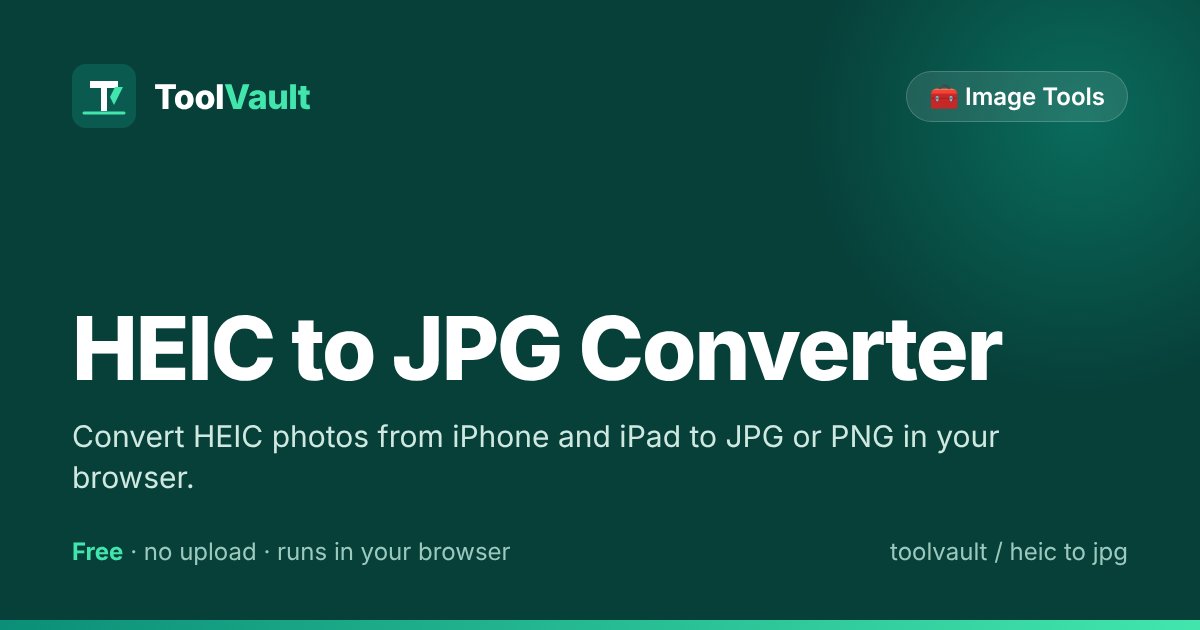 ToolVault
Image Tools
HEIC to JPG Converter
Convert HEIC photos from iPhone and iPad to JPG or PNG in your
browser.
Free · no upload · runs in your browser
toolvault / heic to jpg